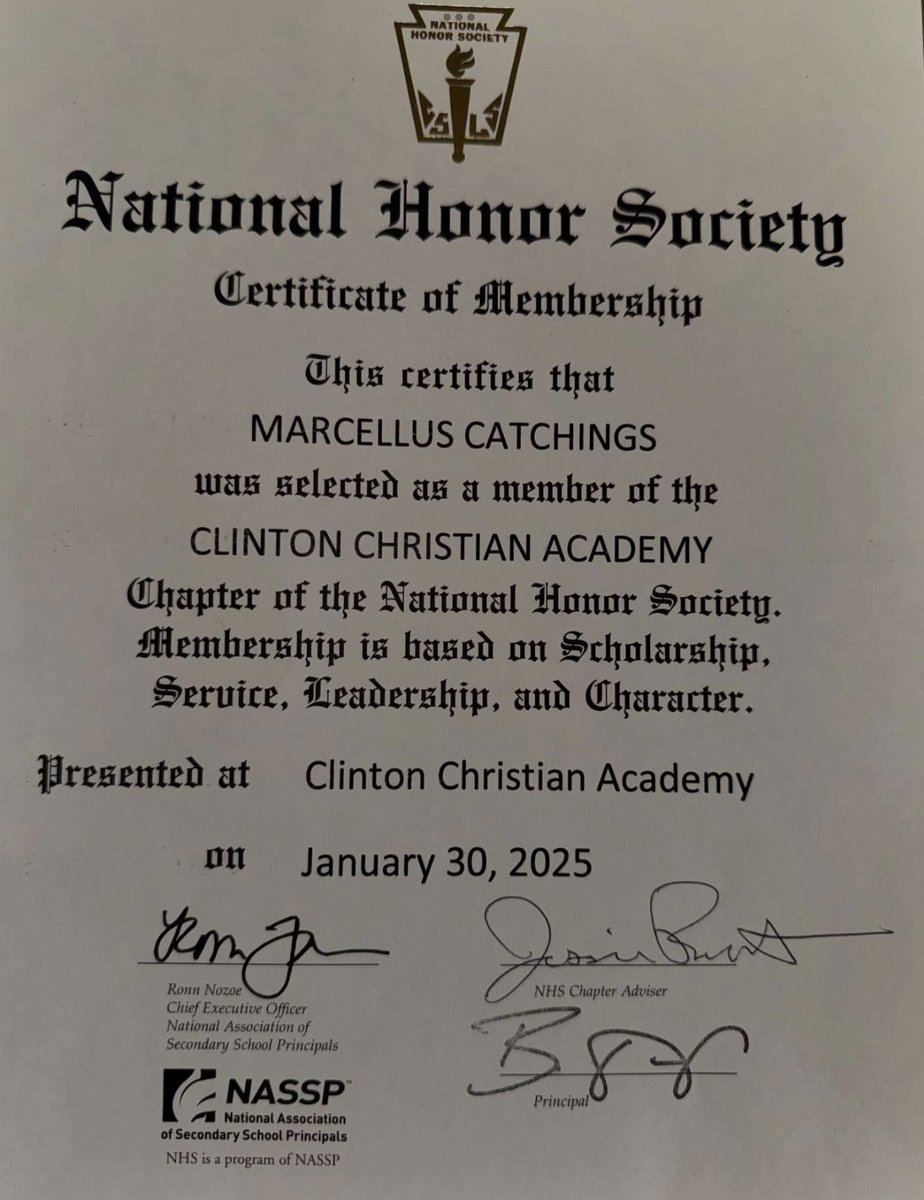 NATIONAL
HONOR SOCIETY
C S L S
National Honor Society
Certificate of Membership
This certifies that
MARCELLUS CATCHINGS
was selected as a member of the
CLINTON CHRISTIAN ACADEMY
Chapter of the National Honor Society.
Membership is based on Scholarship,
Service, Leadership, and Character.
Presented at Clinton Christian Academy
on January 30, 2025
Ronn Nozoe
Chief Executive Officer
National Association of
Secondary School Principals
NHS Chapter Adviser
Principal
NASSP™
National Association
of Secondary School Principals
NHS is a program of NASSP